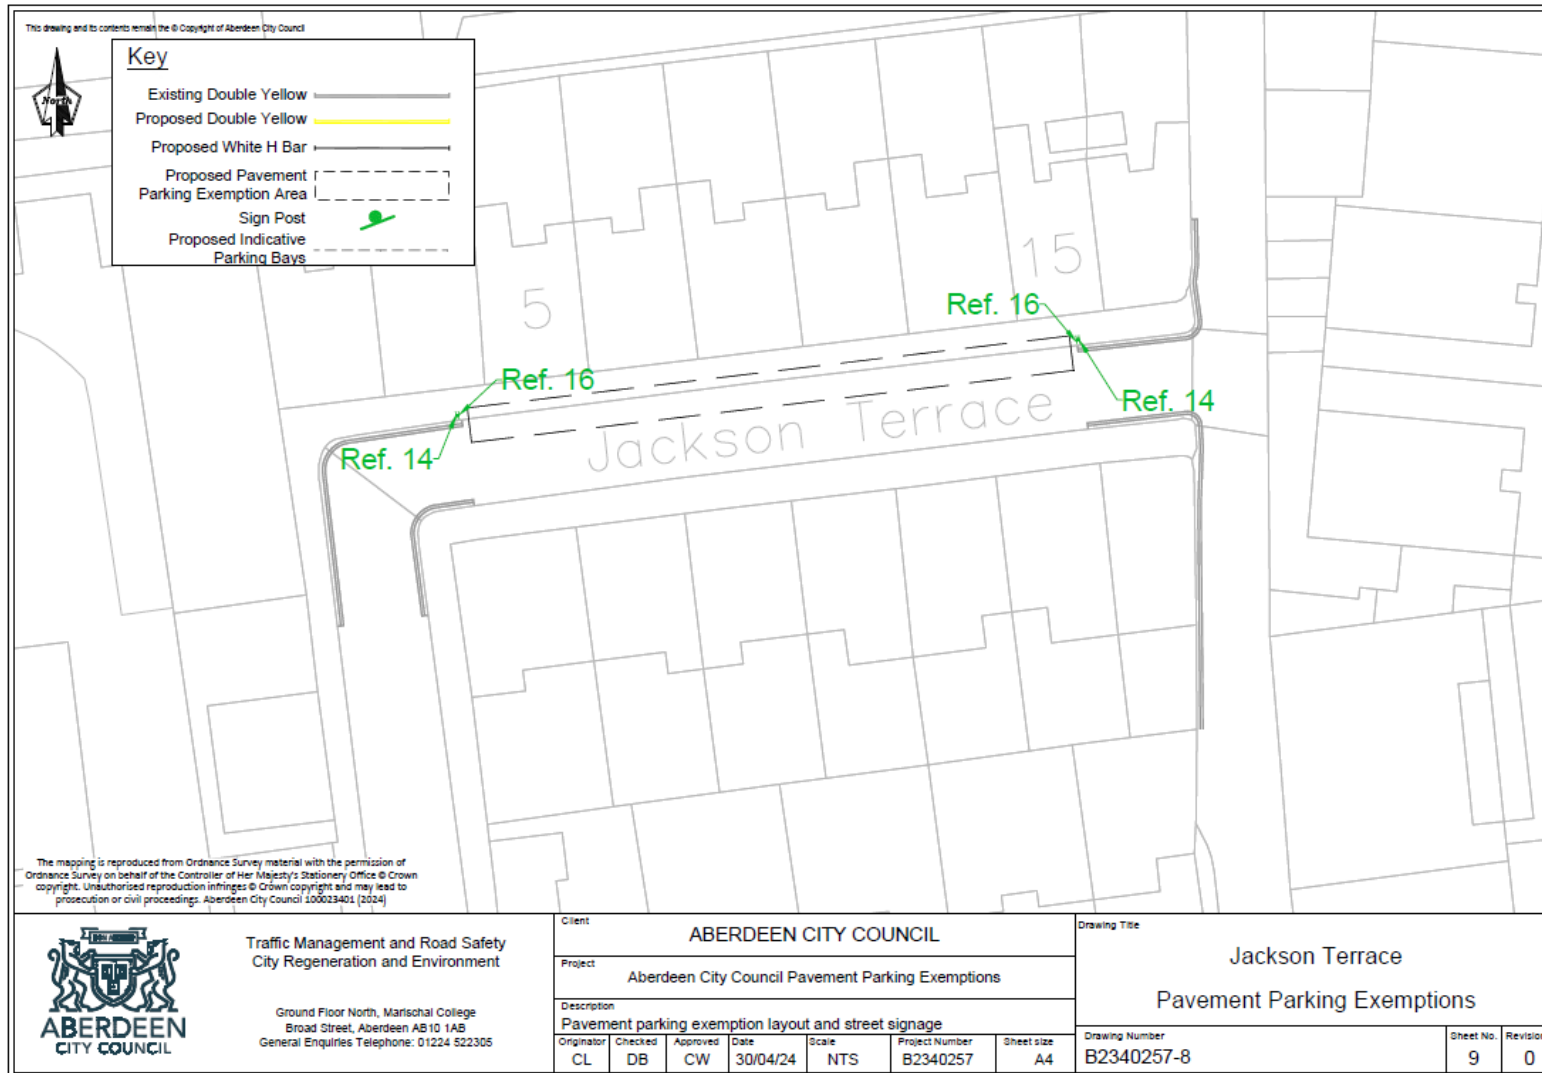 This drawing and its contents remain the © Copyright of Aberdeen City Council
North
Key
Existing Double Yellow
Proposed Double Yellow
Proposed White H Bar
Proposed Pavement
Parking Exemption Area
Sign Post
Proposed Indicative
Parking Bays
5
15
Ref. 16
Ref. 16
Ref. 14
Ref. 14
Jackson Terrace
The mapping is reproduced from Ordnance Survey material with the permission of
Ordnance Survey on behalf of the Controller of Her Majesty's Stationery Office © Crown
copyright. Unauthorised reproduction infringes © Crown copyright and may lead to
prosecution or civil proceedings. Aberdeen City Council 100023401 (2024)
ABERDEEN
CITY COUNCIL
Traffic Management and Road Safety
City Regeneration and Environment
Ground Floor North, Marischal College
Broad Street, Aberdeen AB10 1AB
General Enquiries Telephone: 01224 522305
Client
ABERDEEN CITY COUNCIL
Project
Aberdeen City Council Pavement Parking Exemptions
Description
Pavement parking exemption layout and street signage
Originator Checked Approved Date Scale Project Number Sheet size
CL DB CW 30/04/24 NTS B2340257 A4
Drawing Title
Jackson Terrace
Pavement Parking Exemptions
Drawing Number Sheet No. Revision
B2340257-8 9 0